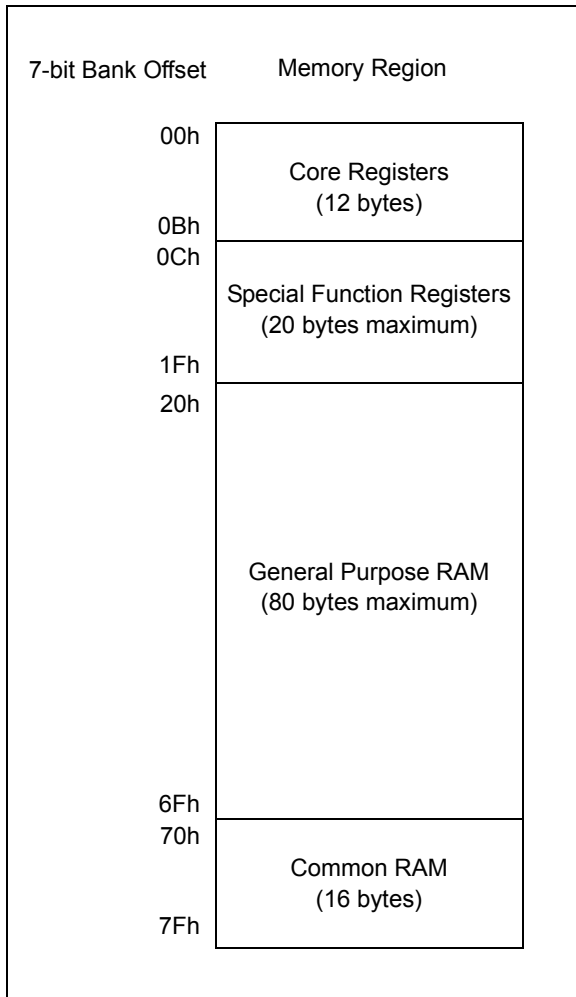 7-bit Bank Offset Memory Region
00h
Core Registers
(12 bytes)
0Bh
0Ch
Special Function Registers
(20 bytes maximum)
1Fh
20h
General Purpose RAM
(80 bytes maximum)
6Fh
70h
Common RAM
(16 bytes)
7Fh